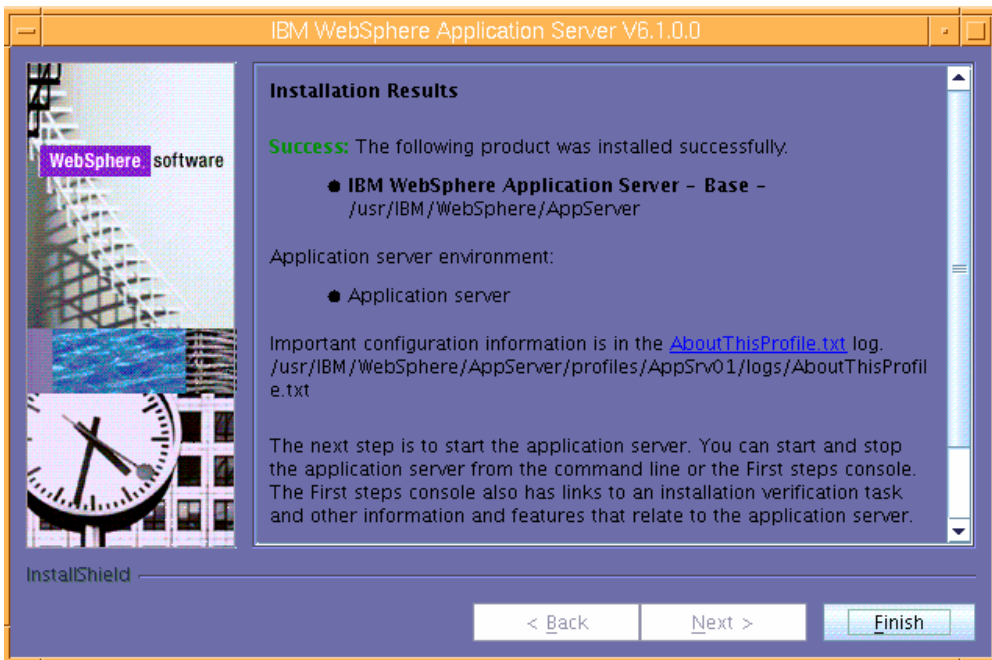 IBM WebSphere Application Server V6.1.0.0
WebSphere. software
Installation Results
Success: The following product was installed successfully.
● IBM WebSphere Application Server - Base -
/usr/IBM/WebSphere/AppServer
Application server environment:
● Application server
Important configuration information is in the AboutThisProfile.txt log.
/usr/IBM/WebSphere/AppServer/profiles/AppSrv01/logs/AboutThisProfil
e.txt
The next step is to start the application server. You can start and stop
the application server from the command line or the First steps console.
The First steps console also has links to an installation verification task
and other information and features that relate to the application server.
InstallShield
< Back
Next >
Finish